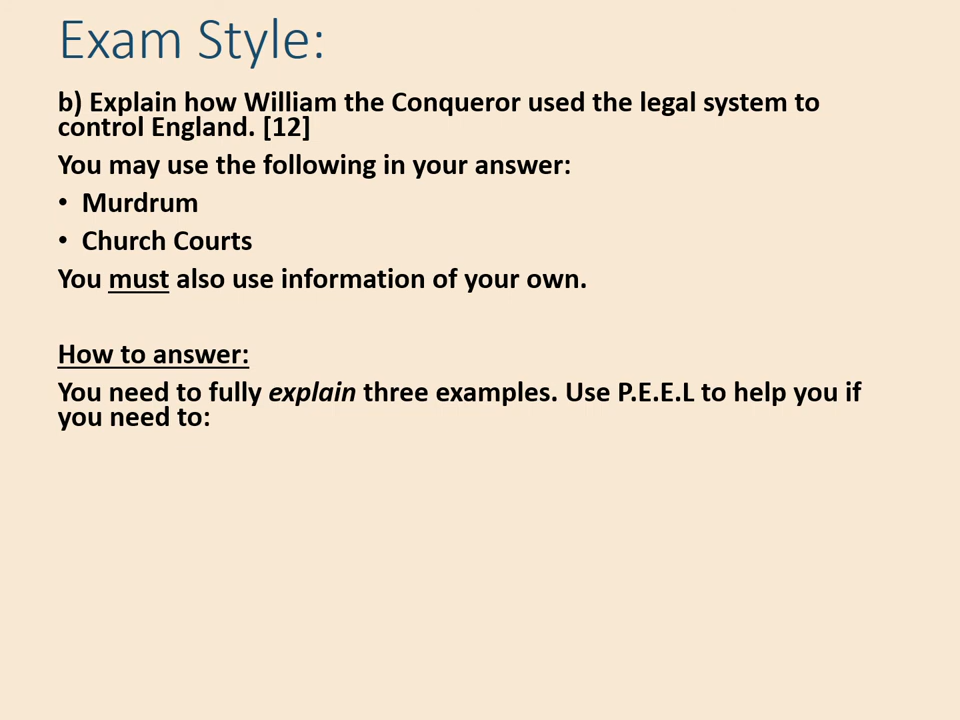 Exam Style:
b) Explain how William the Conqueror used the legal system to
control England. [12]
You may use the following in your answer:
• Murdrum
• Church Courts
You must also use information of your own.
How to answer:
You need to fully explain three examples. Use P.E.E.L to help you if
you need to: